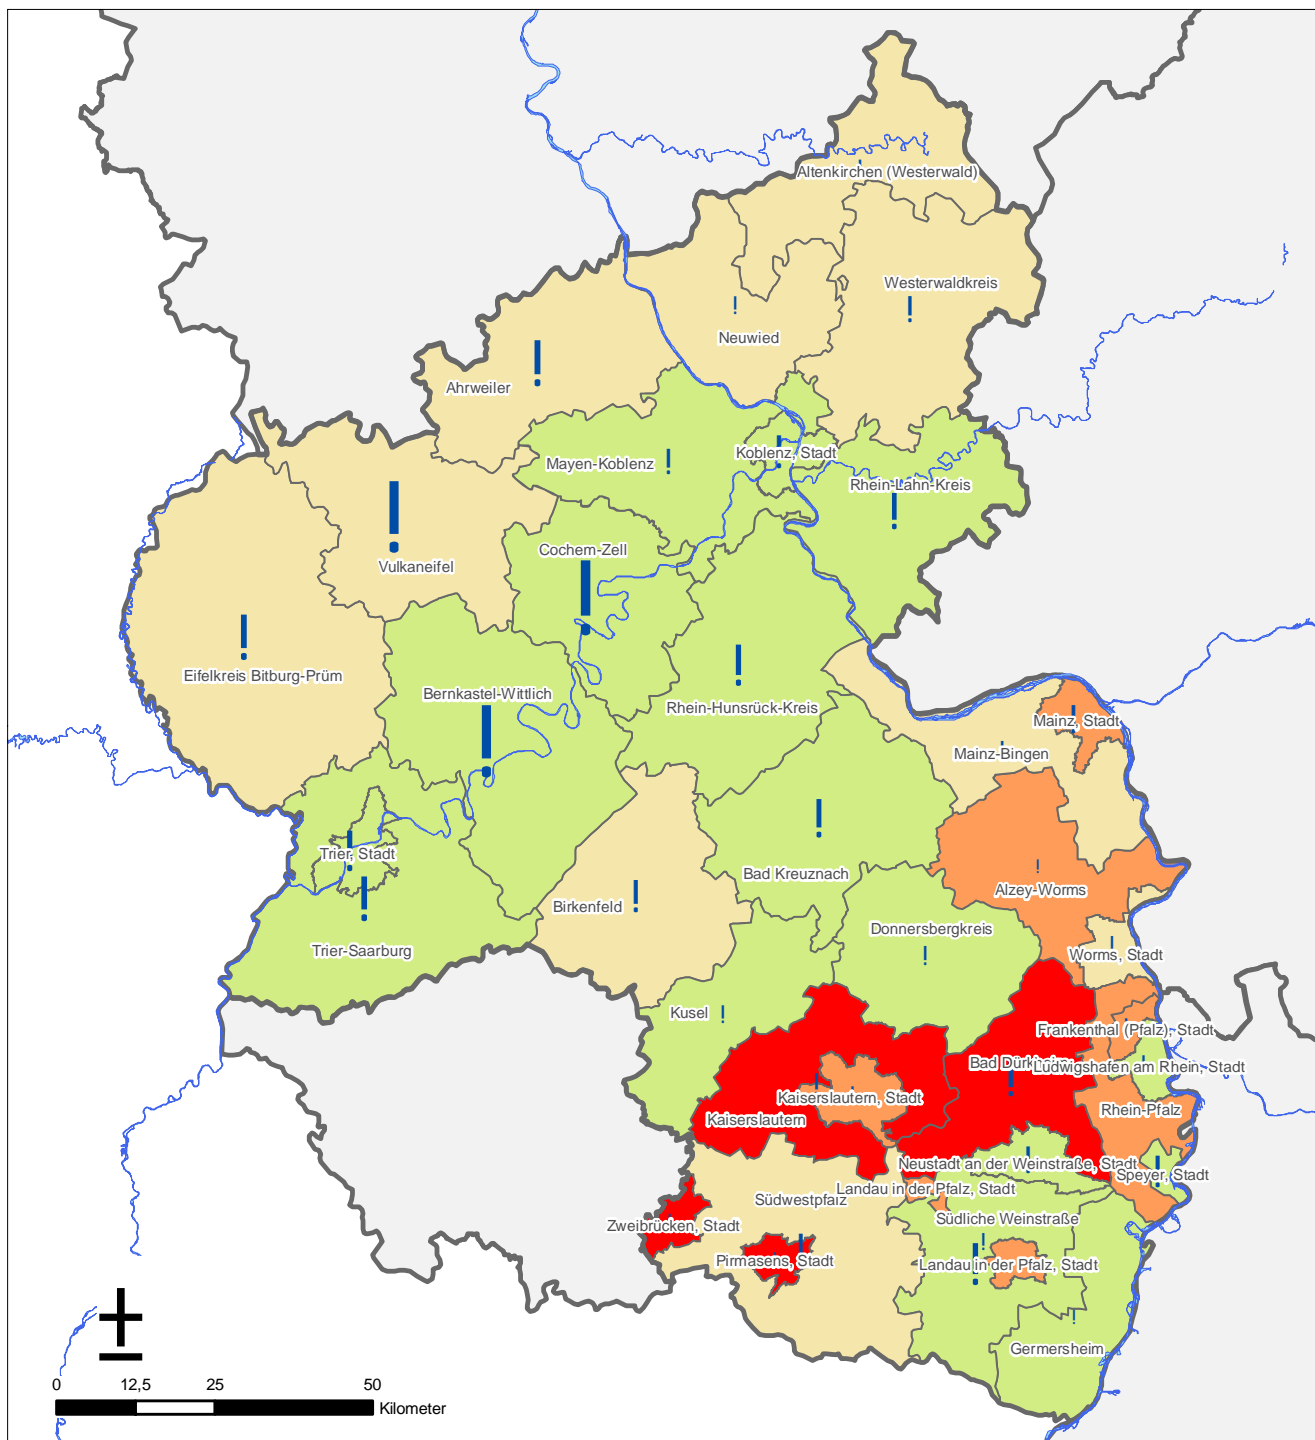 Altenkirchen (Westerwald)
Westerwaldkreis
Neuwied
Ahrweiler
Mayen-Koblenz
Koblenz, Stadt
Rhein-Lahn-Kreis
Cochem-Zell
Vulkaneifel
Eifelkreis Bitburg-Prüm
Bernkastel-Wittlich
Rhein-Hunsrück-Kreis
Mainz, Stadt
Mainz-Bingen
Trier, Stadt
Bad Kreuznach
Alzey-Worms
Birkenfeld
Donnersbergkreis
Trier-Saarburg
Worms, Stadt
Kusel
Frankenthal (Pfalz), Stadt
Bad Dürkheim
Ludwigshafen am Rhein, Stadt
Kaiserslautern, Stadt
Rhein-Pfalz
Kaiserslautern
Neustadt an der Weinstraße, Stadt
Speyer, Stadt
Landau in der Pfalz, Stadt
Südwestpfalz
Südliche Weinstraße
Zweibrücken, Stadt
Pirmasens, Stadt
Landau in der Pfalz, Stadt
Germersheim
0 12,5 25 50
Kilometer